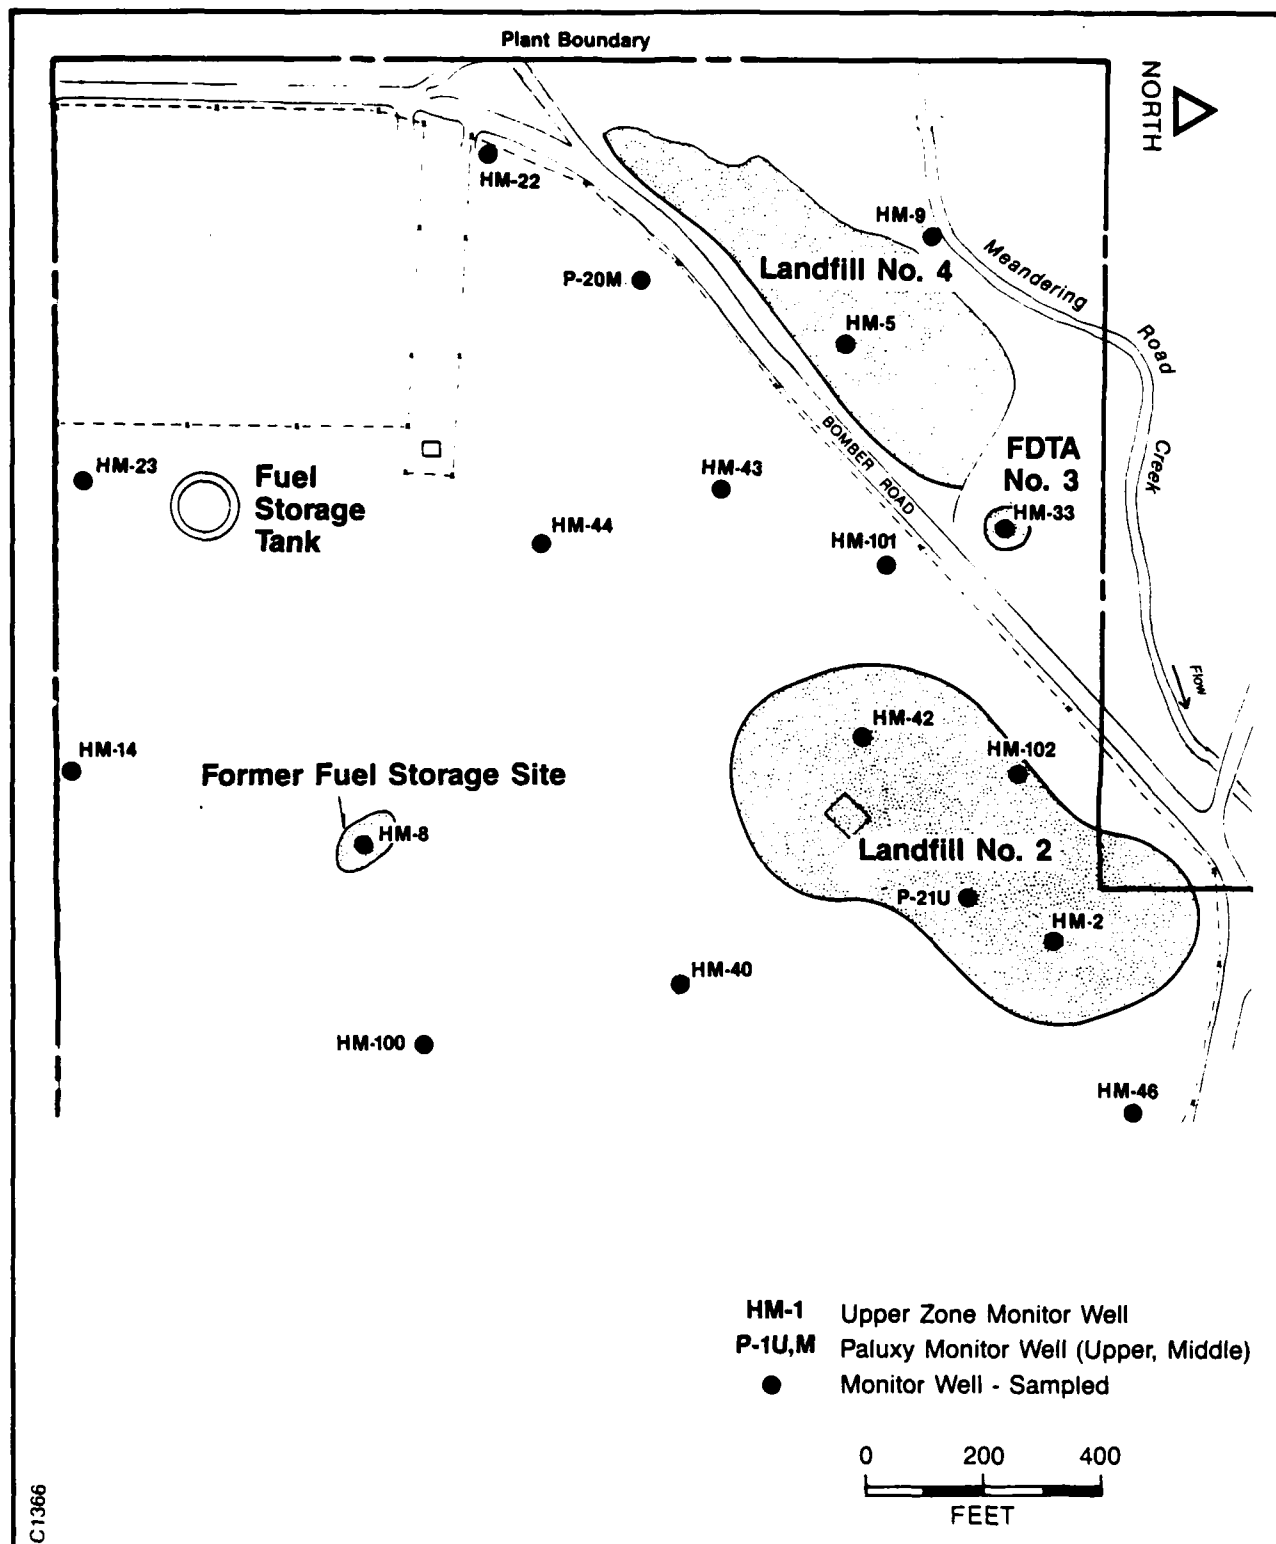 Plant Boundary
NORTH
HM-22
HM-9
Meandering
Road
Creek
P-20M
Landfill No. 4
HM-5
BOMBER ROAD
FDTA
No. 3
HM-33
HM-23
Fuel
Storage
Tank
HM-43
HM-44
HM-101
Flow
HM-42
HM-102
HM-14
Former Fuel Storage Site
HM-8
Landfill No. 2
P-21U
HM-2
HM-40
HM-100
HM-46
HM-1 Upper Zone Monitor Well
P-1U,M Paluxy Monitor Well (Upper, Middle)
Monitor Well - Sampled
0 200 400
FEET
C1366